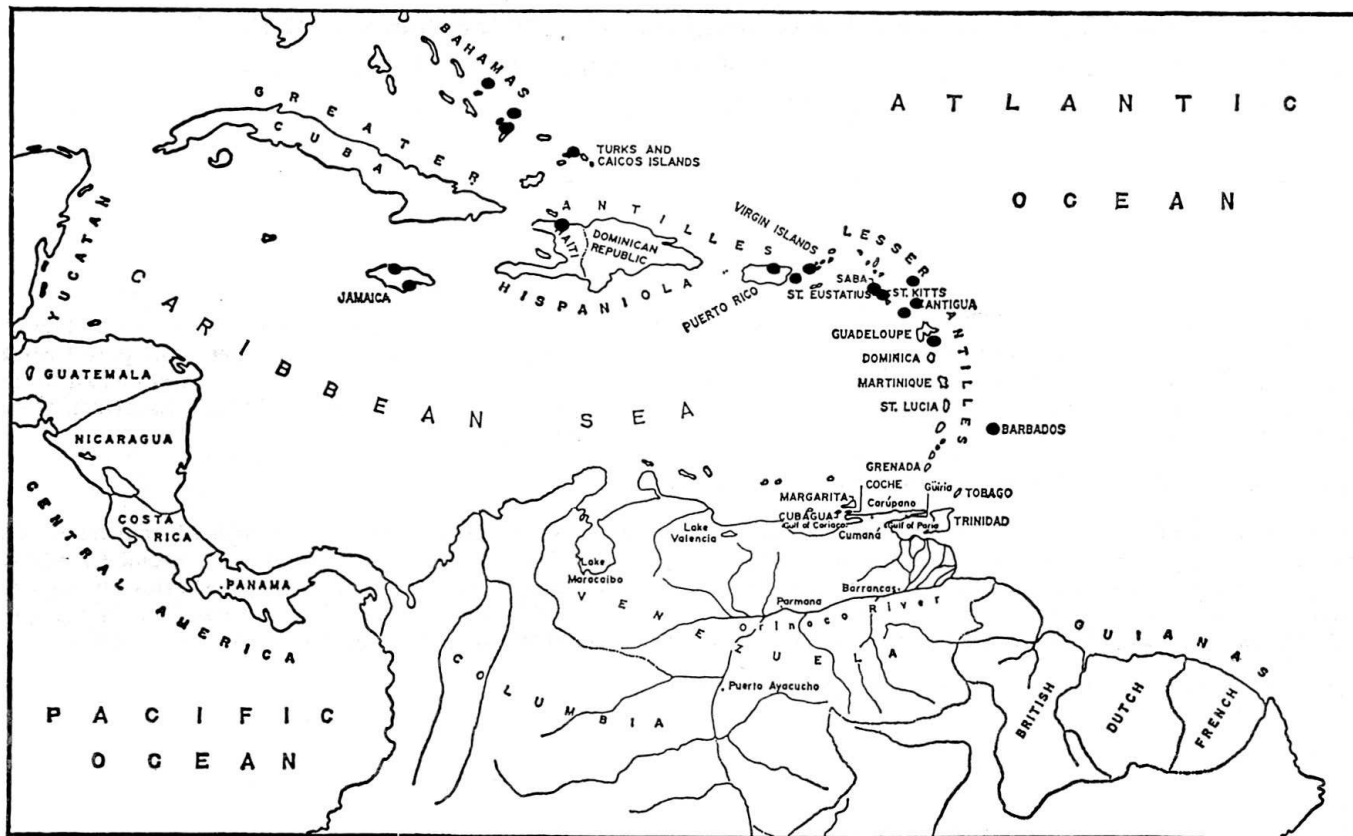 BAHAMAS
ATLANTIC
OCEAN
GREATER
CUBA
TURKS AND
CAICOS ISLANDS
YUCATAN
ANTILLES
VIRGIN ISLANDS
LESSER
ANTILLES
AITI
DOMINICAN
REPUBLIC
HISPANIOLA
JAMAICA
PUERTO RICO
SABA
ST. EUSTATIUS
ST. KITTS
ANTIGUA
GUADELOUPE
DOMINICA
MARTINIQUE
ST. LUCIA
BARBADOS
CARIBBEAN SEA
GUATEMALA
NICARAGUA
COSTA
RICA
PANAMA
CENTRAL AMERICA
GRENADA
COCHE
Güiria
TOBAGO
MARGARITA
Carúpano
CUBAGUA
Gulf of Cariaco
Gulf of Paria
TRINIDAD
Cumaná
Lake
Valencia
Lake
Maracaibo
Barrancas
Parmana
Orinoco River
VENEZUELA
Puerto Ayacucho
COLUMBIA
GUIANAS
BRITISH
DUTCH
FRENCH
PACIFIC
OCEAN